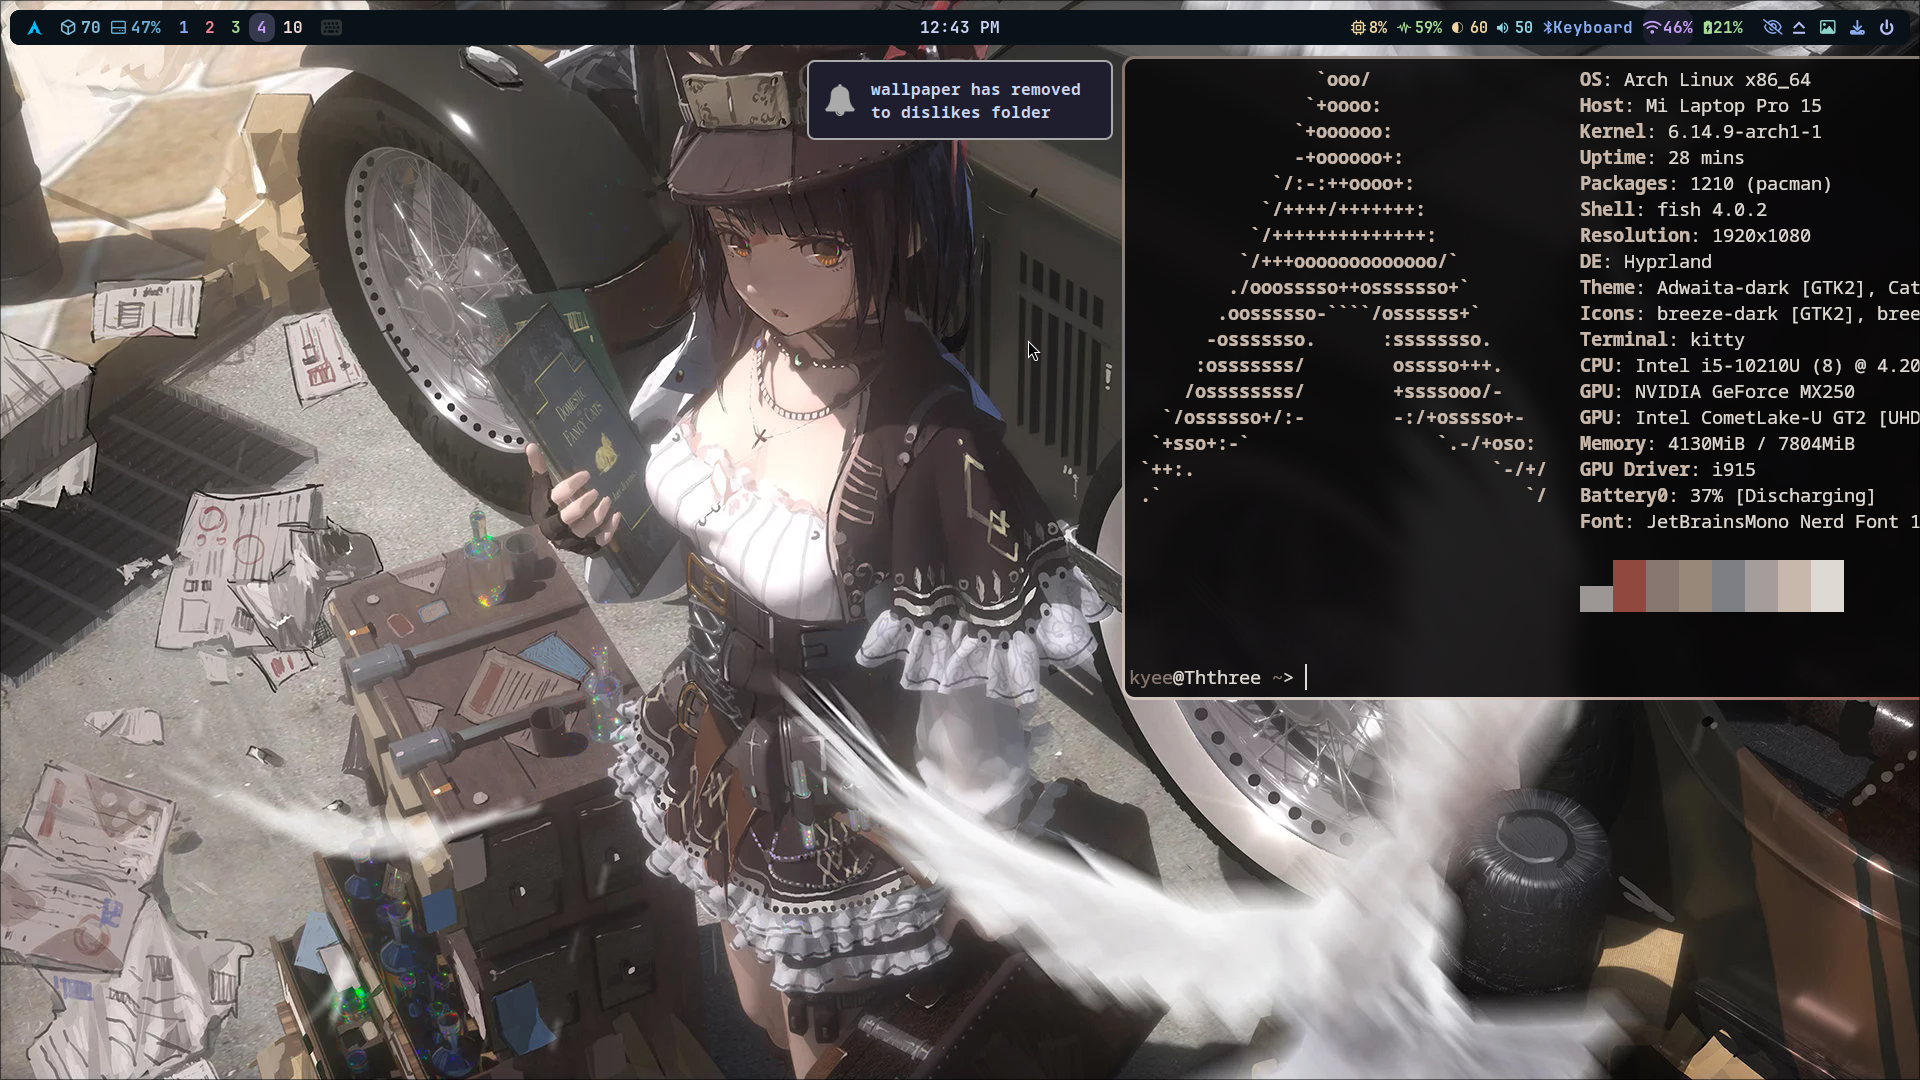 70 47% 1 2 3 4 10
12:43 PM
8% 59% 60 50 Keyboard 46% 21%
wallpaper has removed
to dislikes folder
`ooo/
`+oooo:
`+oooooo:
-+oooooo+:
`/:-:++oooo+:
`/++++/+++++++:
`/++++++++++++++:
`/+++ooooooooooooo/`
./ooosssso++osssssso+`
.oossssso-````/ossssss+`
-osssssso.      :ssssssso.
:osssssss/        osssso+++.
/ossssssss/        +ssssooo/-
`/ossssso+/:-        -:/+osssso+-
`+sso+:-`                 `.-/+oso:
`++:.                           `-/+/
.`                                 `/
OS: Arch Linux x86_64
Host: Mi Laptop Pro 15
Kernel: 6.14.9-arch1-1
Uptime: 28 mins
Packages: 1210 (pacman)
Shell: fish 4.0.2
Resolution: 1920x1080
DE: Hyprland
Theme: Adwaita-dark [GTK2], Cat
Icons: breeze-dark [GTK2], bree
Terminal: kitty
CPU: Intel i5-10210U (8) @ 4.20
GPU: NVIDIA GeForce MX250
GPU: Intel CometLake-U GT2 [UHD
Memory: 4130MiB / 7804MiB
GPU Driver: i915
Battery0: 37% [Discharging]
Font: JetBrainsMono Nerd Font 1
kyee@Ththree ~>
DOMESTIC
FANCY CATS